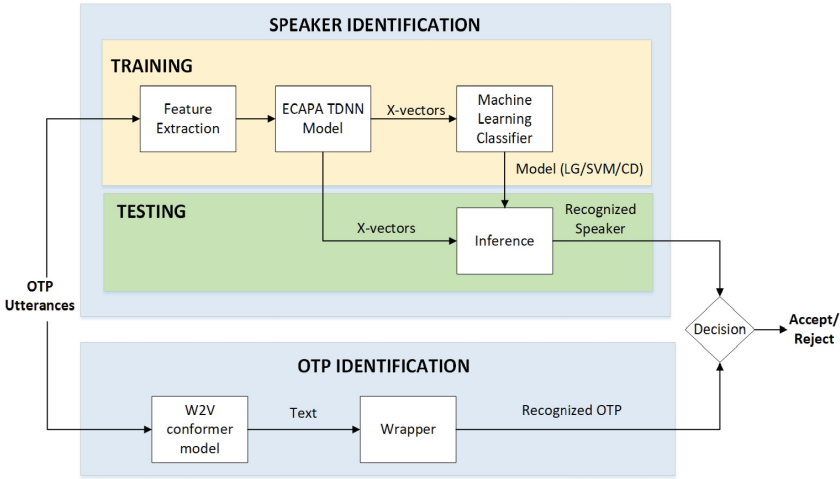 SPEAKER IDENTIFICATION
TRAINING
Feature
Extraction
ECAPA TDNN
Model
X-vectors
Machine
Learning
Classifier
Model (LG/SVM/CD)
TESTING
X-vectors
Inference
Recognized
Speaker
OTP
Utterances
Decision
Accept/
Reject
OTP IDENTIFICATION
W2V
conformer
model
Text
Wrapper
Recognized OTP